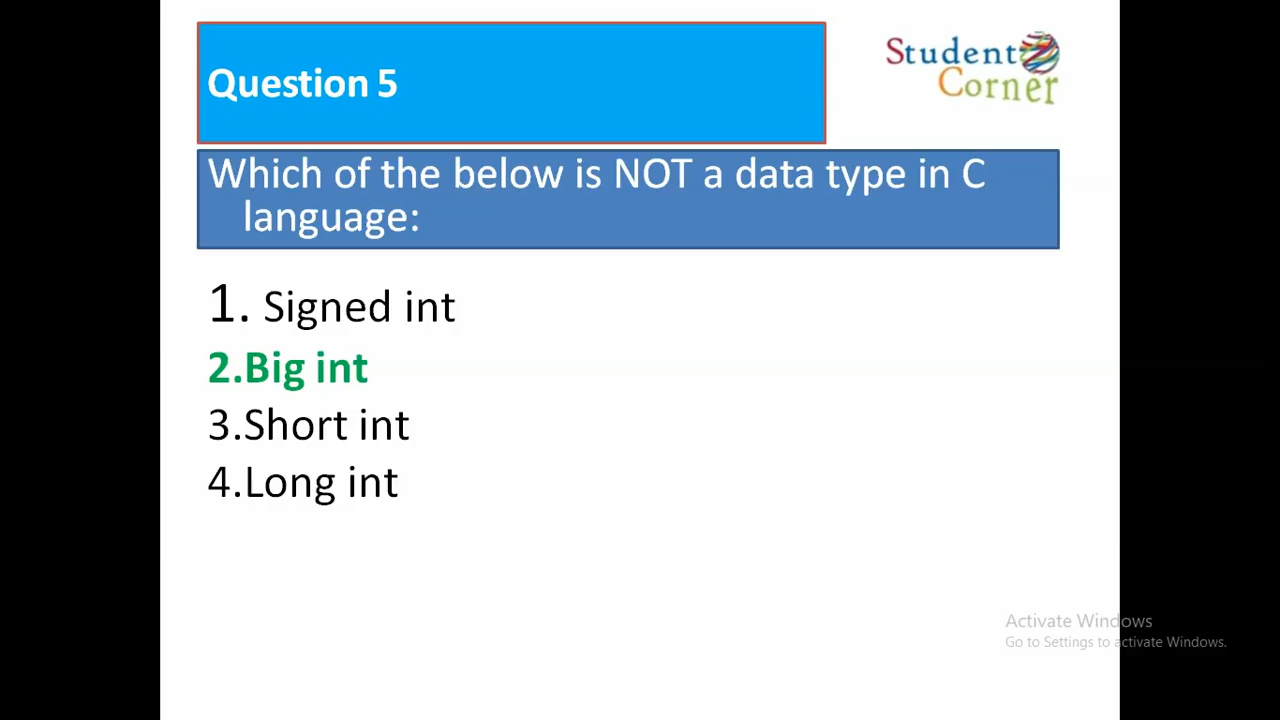 Question 5
Student
Corner
Which of the below is NOT a data type in C
language:
1. Signed int
2.Big int
3.Short int
4.Long int
Activate Windows
Go to Settings to activate Windows.